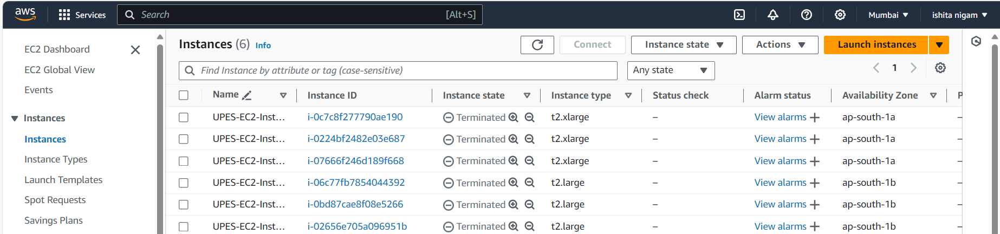 aws Services Search [Alt+S] Mumbai ishita nigam
EC2 Dashboard
EC2 Global View
Events
Instances
Instances
Instance Types
Launch Templates
Spot Requests
Savings Plans
Instances (6) Info Connect Instance state Actions Launch instances
Find Instance by attribute or tag (case-sensitive) Any state 1
Name Instance ID Instance state Instance type Status check Alarm status Availability Zone P
UPES-EC2-Inst... i-0c7c8f277790ae190 Terminated t2.xlarge – View alarms + ap-south-1a –
UPES-EC2-Inst... i-0224bf2482e03e687 Terminated t2.xlarge – View alarms + ap-south-1a –
UPES-EC2-Inst... i-07666f246d189f668 Terminated t2.xlarge – View alarms + ap-south-1a –
UPES-EC2-Inst... i-06c77fb7854044392 Terminated t2.large – View alarms + ap-south-1b –
UPES-EC2-Inst... i-0bd87cae8f08e5266 Terminated t2.large – View alarms + ap-south-1b –
UPES-EC2-Inst... i-02656e705a096951b Terminated t2.large – View alarms + ap-south-1b –